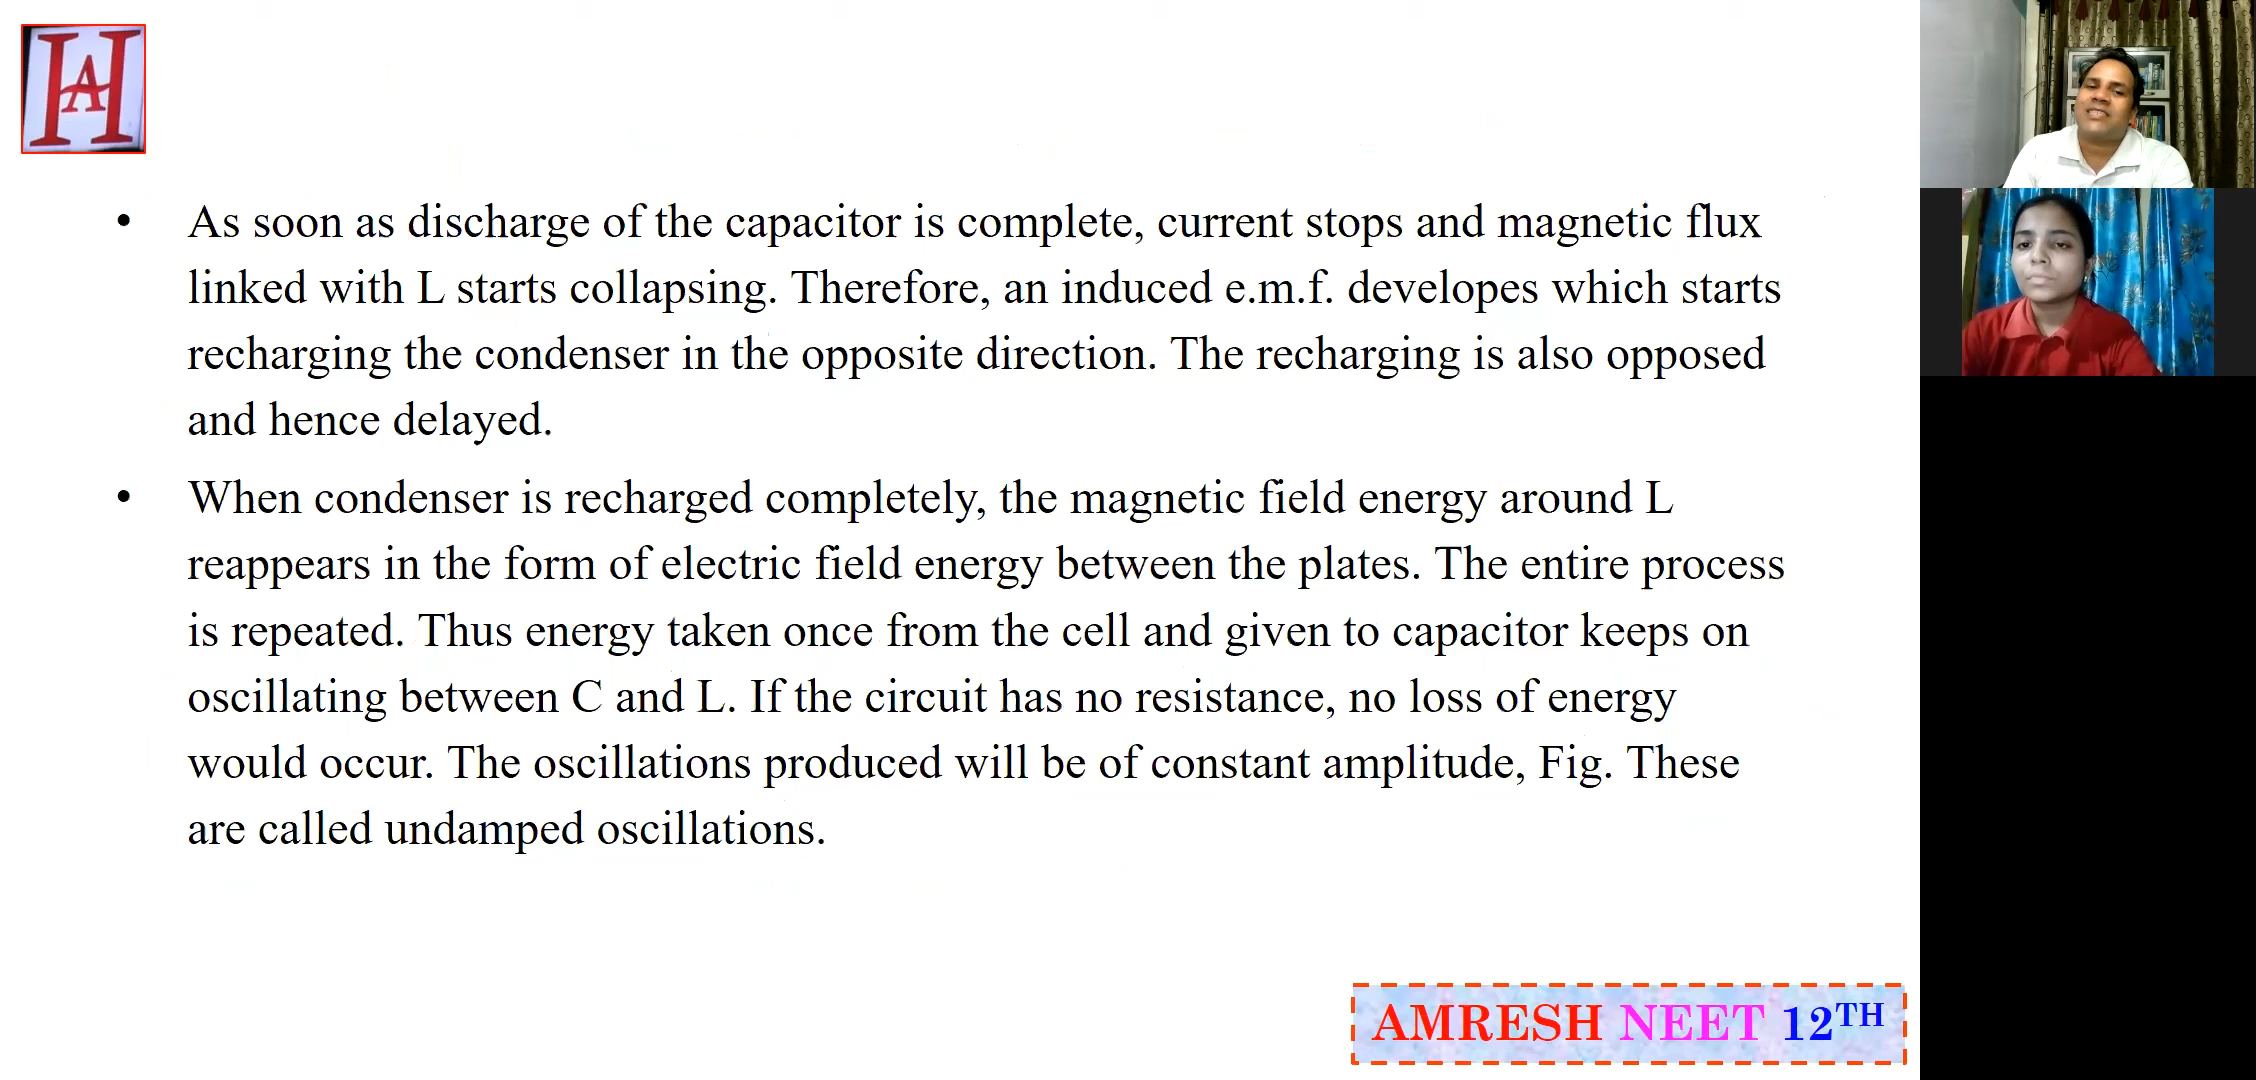 HA
• As soon as discharge of the capacitor is complete, current stops and magnetic flux
linked with L starts collapsing. Therefore, an induced e.m.f. developes which starts
recharging the condenser in the opposite direction. The recharging is also opposed
and hence delayed.
• When condenser is recharged completely, the magnetic field energy around L
reappears in the form of electric field energy between the plates. The entire process
is repeated. Thus energy taken once from the cell and given to capacitor keeps on
oscillating between C and L. If the circuit has no resistance, no loss of energy
would occur. The oscillations produced will be of constant amplitude, Fig. These
are called undamped oscillations.
AMRESH NEET 12TH